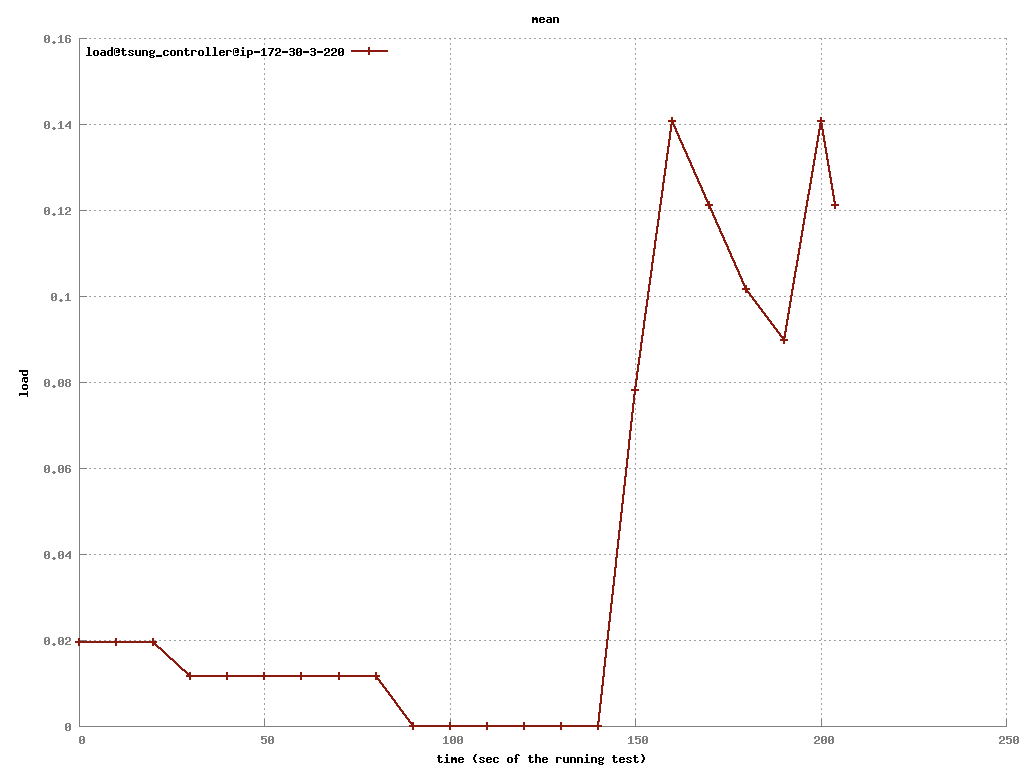 mean
load@tsung_controller@ip-172-30-3-220
0.16
0.14
0.12
0.1
0.08
0.06
0.04
0.02
0
load
0 50 100 150 200 250
time (sec of the running test)